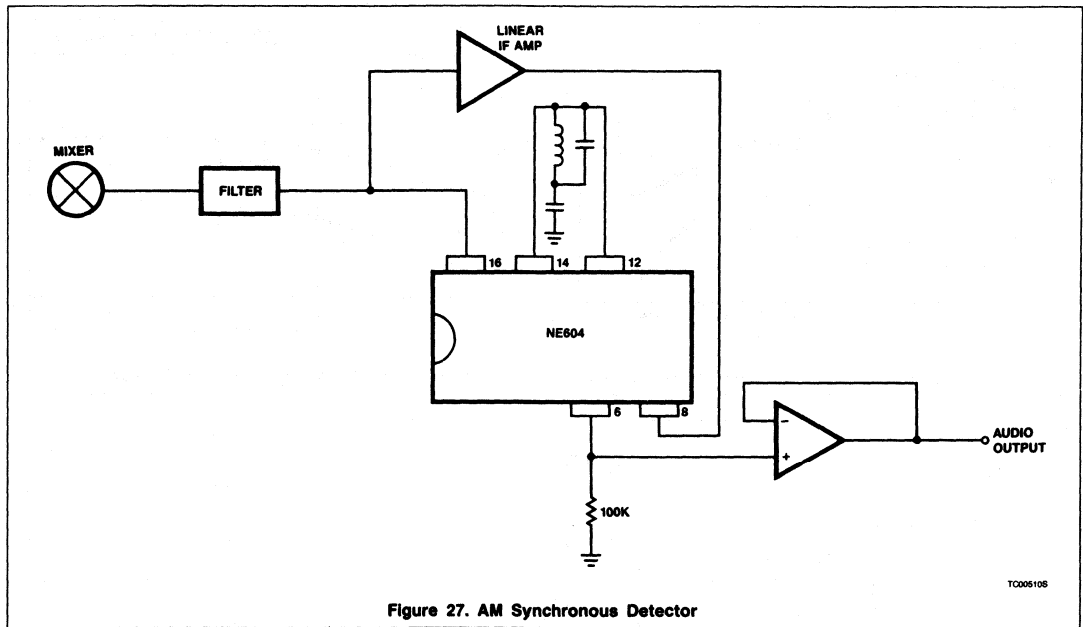 LINEAR
IF AMP
MIXER
FILTER
16
14
12
NE604
6
8
−
+
AUDIO
OUTPUT
100K
TC00510S
Figure 27. AM Synchronous Detector